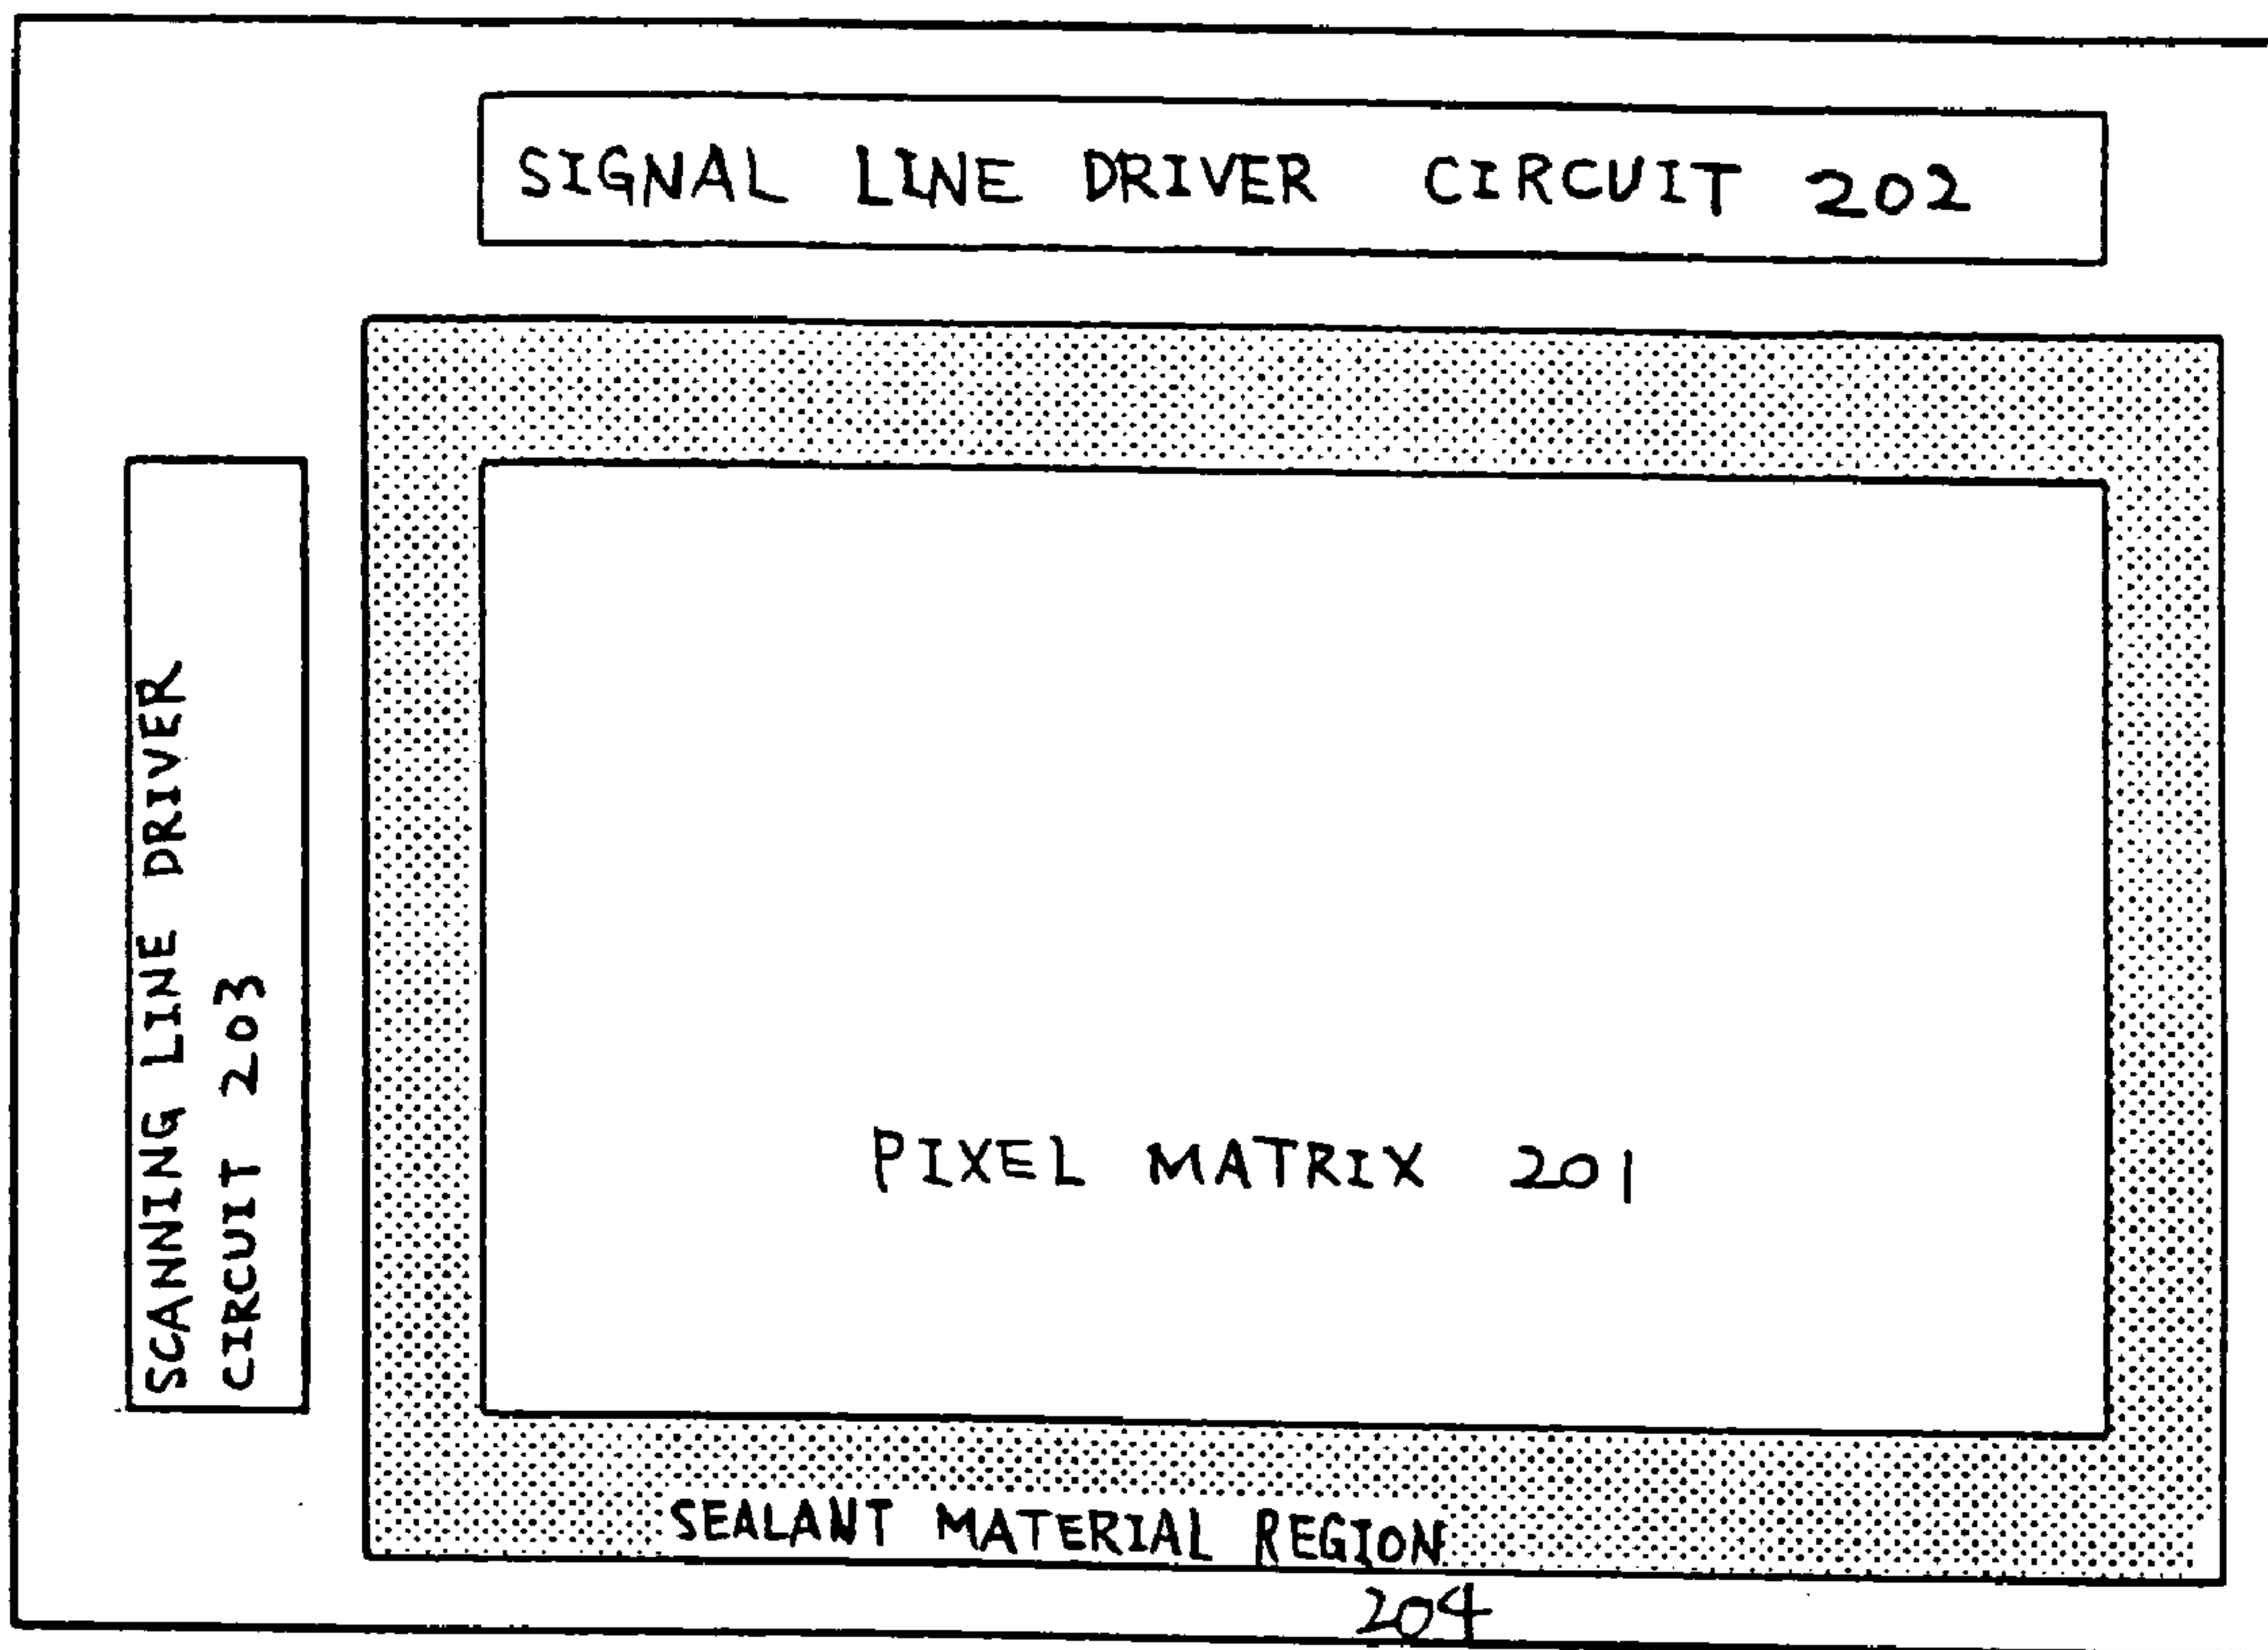 SIGNAL LINE DRIVER CIRCUIT 202
SCANNING LINE DRIVER
CIRCUIT 203
PIXEL MATRIX 201
SEALANT MATERIAL REGION
204